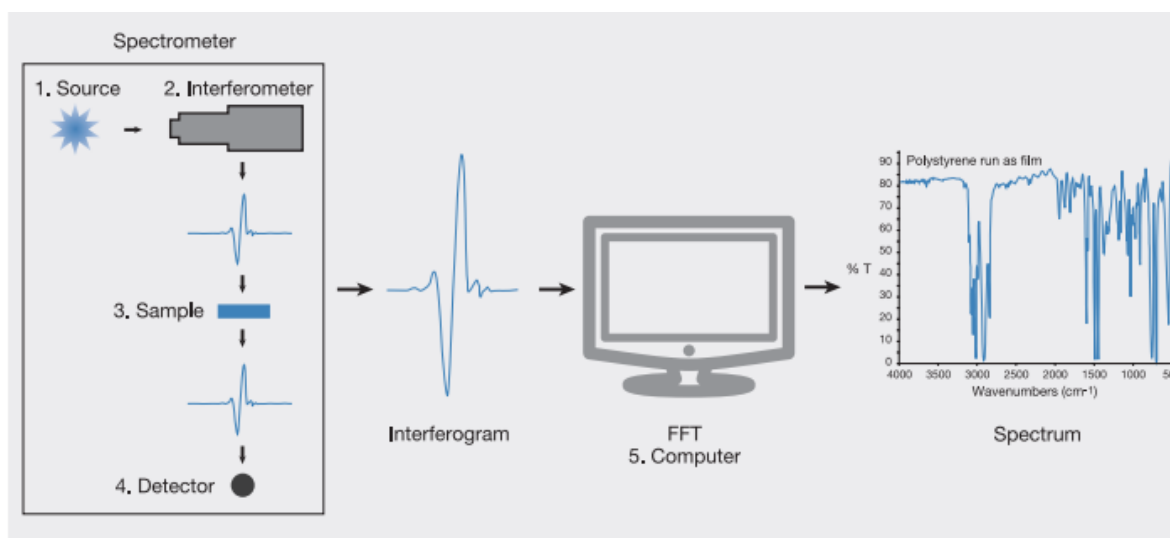 Spectrometer
1. Source
2. Interferometer
3. Sample
4. Detector
Interferogram
FFT
5. Computer
Polystyrene run as film
% T
90
80
70
60
50
40
30
20
10
0
4000 3500 3000 2500 2000 1500 1000
Wavenumbers (cm-1)
Spectrum